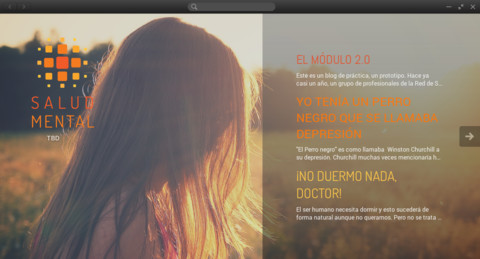 SALUD
MENTAL
TBD
EL MÓDULO 2.0
Este es un blog de práctica, un prototipo. Hace ya
casi un año, un grupo de profesionales de la Red de S...
YO TENÍA UN PERRO
NEGRO QUE SE LLAMABA
DEPRESIÓN
"El Perro negro" es como llamaba Winston Churchill a
su depresión. Churchill muchas veces mencionaría h...
¡NO DUERMO NADA,
DOCTOR!
El ser humano necesita dormir y esto sucederá de
forma natural aunque no queramos. Pero no se trata ...